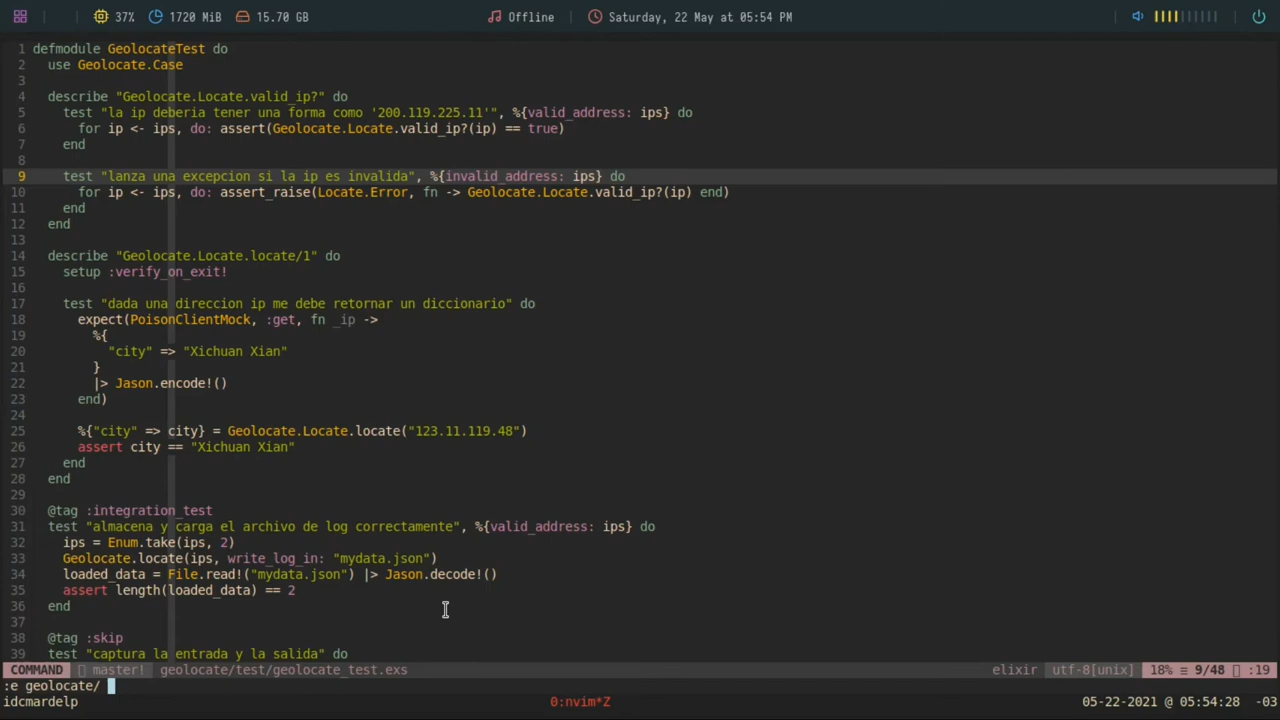 37% 1720 MiB 15.70 GB Offline Saturday, 22 May at 05:54 PM
1 defmodule GeolocateTest do
2 use Geolocate.Case
3
4 describe "Geolocate.Locate.valid_ip?" do
5 test "la ip deberia tener una forma como '200.119.225.11'", %{valid_address: ips} do
6 for ip <- ips, do: assert(Geolocate.Locate.valid_ip?(ip) == true)
7 end
8
9 test "lanza una excepcion si la ip es invalida", %{invalid_address: ips} do
10 for ip <- ips, do: assert_raise(Locate.Error, fn -> Geolocate.Locate.valid_ip?(ip) end)
11 end
12 end
13
14 describe "Geolocate.Locate.locate/1" do
15 setup :verify_on_exit!
16
17 test "dada una direccion ip me debe retornar un diccionario" do
18 expect(PoisonClientMock, :get, fn _ip ->
19 %{
20 "city" => "Xichuan Xian"
21 }
22 |> Jason.encode!()
23 end)
24
25 %{"city" => city} = Geolocate.Locate.locate("123.11.119.48")
26 assert city == "Xichuan Xian"
27 end
28 end
29
30 @tag :integration_test
31 test "almacena y carga el archivo de log correctamente", %{valid_address: ips} do
32 ips = Enum.take(ips, 2)
33 Geolocate.locate(ips, write_log_in: "mydata.json")
34 loaded_data = File.read!("mydata.json") |> Jason.decode!()
35 assert length(loaded_data) == 2
36 end
37
38 @tag :skip
39 test "captura la entrada y la salida" do
COMMAND master! geolocate/test/geolocate_test.exs elixir utf-8[unix] 18% ≡ 9/48 :19
:e geolocate/
idcmardelp 0:nvim*Z 05-22-2021 @ 05:54:28 -03